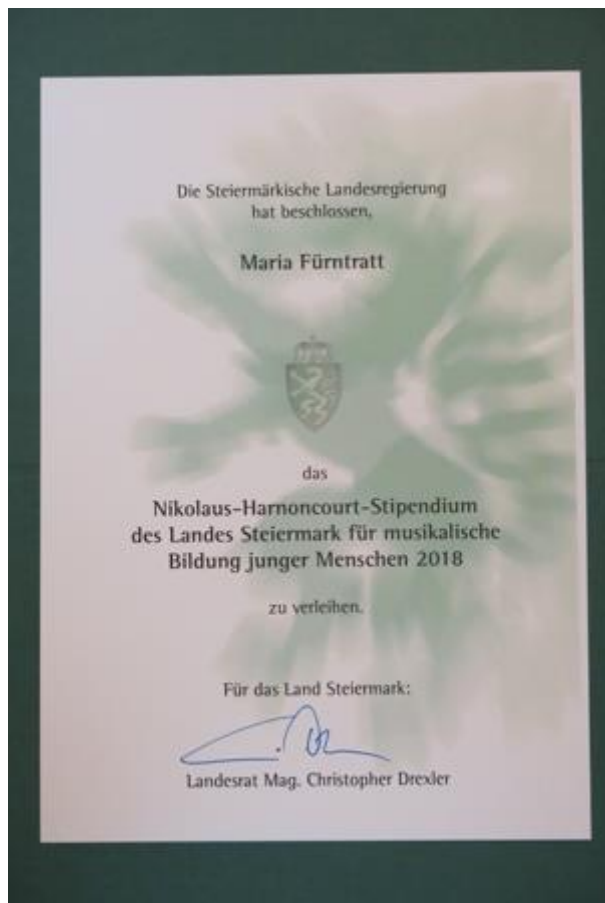 Die Steiermärkische Landesregierung
hat beschlossen,
Maria Fürntratt
das
Nikolaus-Harnoncourt-Stipendium
des Landes Steiermark für musikalische
Bildung junger Menschen 2018
zu verleihen.
Für das Land Steiermark:
Landesrat Mag. Christopher Drexler